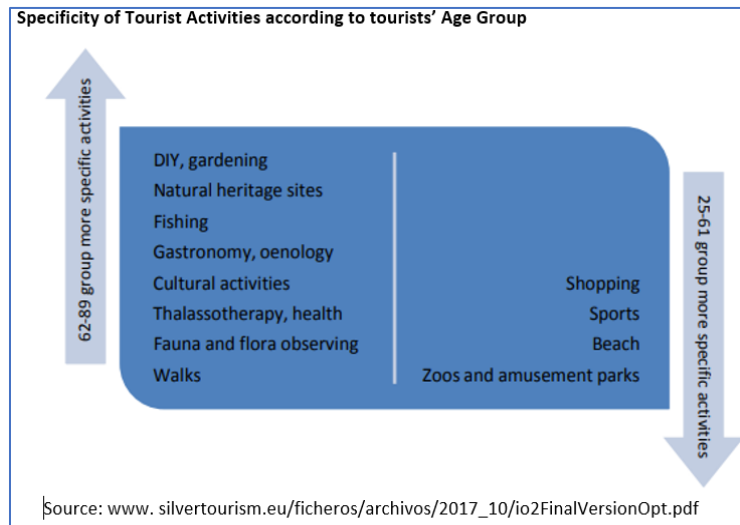 Specificity of Tourist Activities according to tourists' Age Group
62-89 group more specific activities
DIY, gardening
Natural heritage sites
Fishing
Gastronomy, oenology
Cultural activities
Thalassotherapy, health
Fauna and flora observing
Walks
Shopping
Sports
Beach
Zoos and amusement parks
25-61 group more specific activities
Source: www. silvertourism.eu/ficheros/archivos/2017_10/io2FinalVersionOpt.pdf